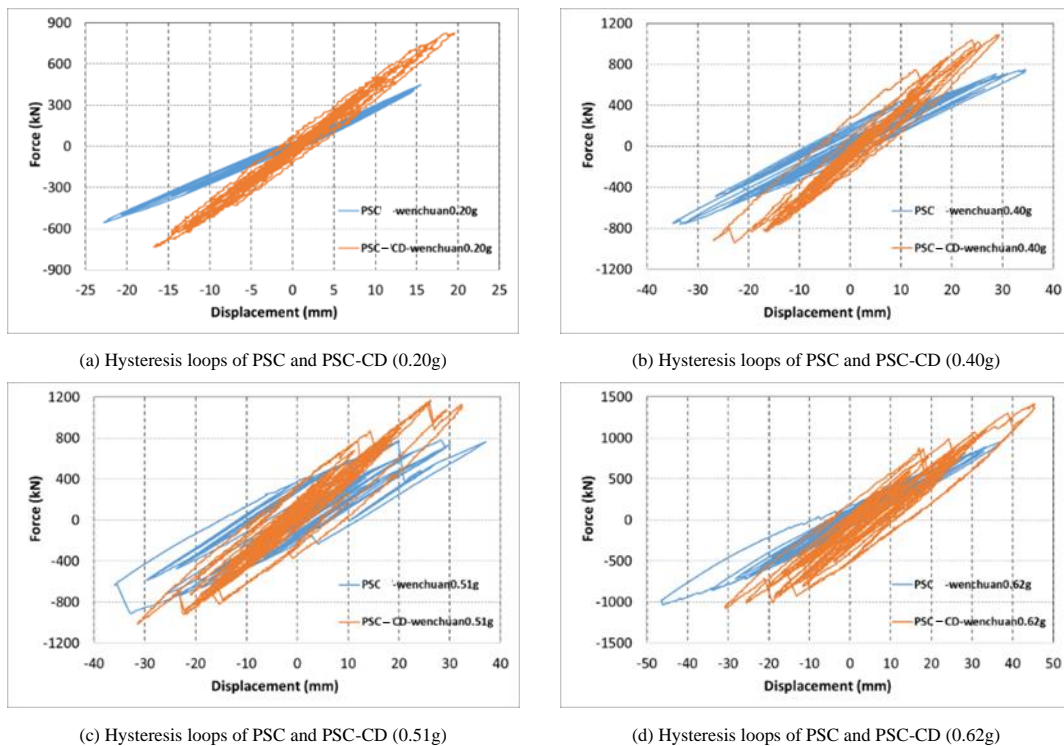 900
600
300
0
-300
-600
-900
Force (kN)
-25 -20 -15 -10 -5 0 5 10 15 20 25
Displacement (mm)
PSC -wenchuan0.20g
PSC-CD-wenchuan0.20g
(a) Hysteresis loops of PSC and PSC-CD (0.20g)
1200
800
400
0
-400
-800
-1200
Force (kN)
-40 -30 -20 -10 0 10 20 30 40
Displacement (mm)
PSC -wenchuan0.40g
PSC-CD-wenchuan0.40g
(b) Hysteresis loops of PSC and PSC-CD (0.40g)
1200
800
400
0
-400
-800
-1200
Force (kN)
-40 -30 -20 -10 0 10 20 30 40
Displacement (mm)
PSC -wenchuan0.51g
PSC-CD-wenchuan0.51g
(c) Hysteresis loops of PSC and PSC-CD (0.51g)
1500
1000
500
0
-500
-1000
-1500
Force (kN)
-50 -40 -30 -20 -10 0 10 20 30 40 50
Displacement (mm)
PSC -wenchuan0.62g
PSC-CD-wenchuan0.62g
(d) Hysteresis loops of PSC and PSC-CD (0.62g)